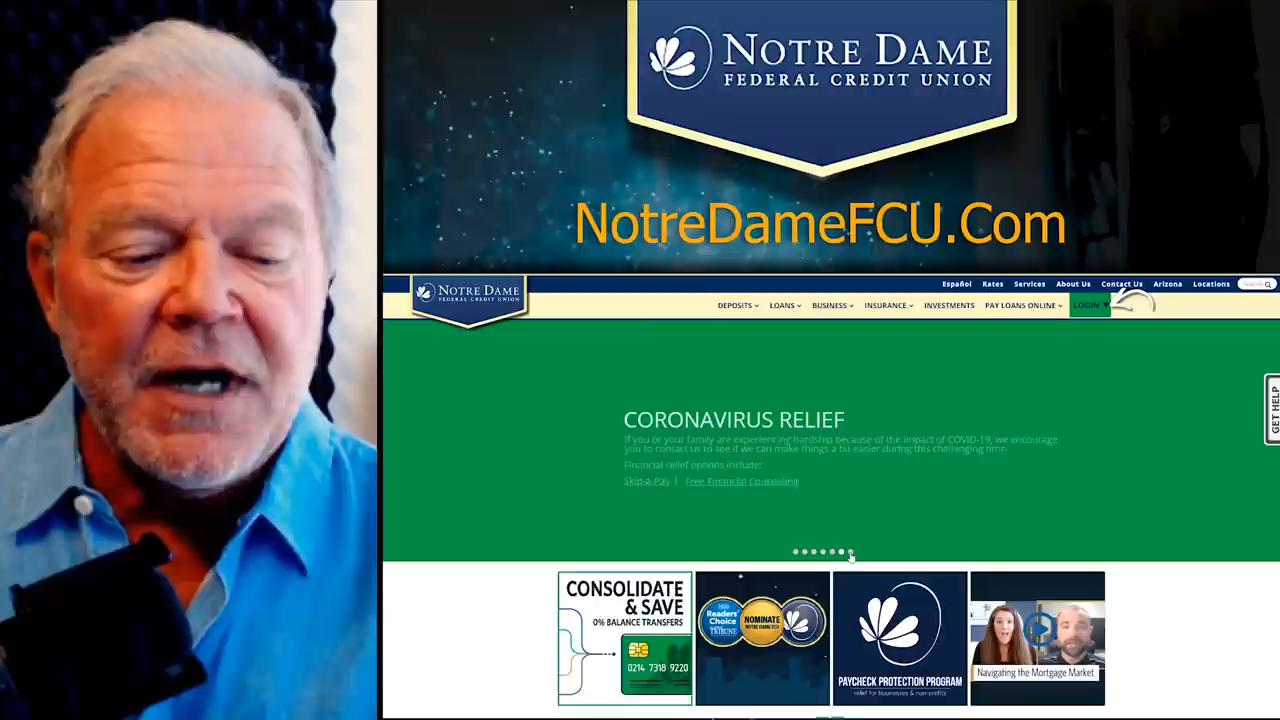 NOTRE DAME
FEDERAL CREDIT UNION
NotreDameFCU.Com
NOTRE DAME
FEDERAL CREDIT UNION
Español Rates Services About Us Contact Us Arizona Locations
DEPOSITS LOANS BUSINESS INSURANCE INVESTMENTS PAY LOANS ONLINE LOGIN
GET HELP
CORONAVIRUS RELIEF
If you or your family are experiencing hardship because of the impact of COVID-19, we encourage
you to contact us to see if we can make things a bit easier during this challenging time.
Financial relief options include:
Skip-a-Pay | Free Financial Counseling
CONSOLIDATE
& SAVE
0% BALANCE TRANSFERS
0214 7318 9220
2020
Readers'
Choice
TRIBUNE
NOMINATE
NOTRE DAME FCU
PAYCHECK PROTECTION PROGRAM
relief for businesses & non-profits
Navigating the Mortgage Market